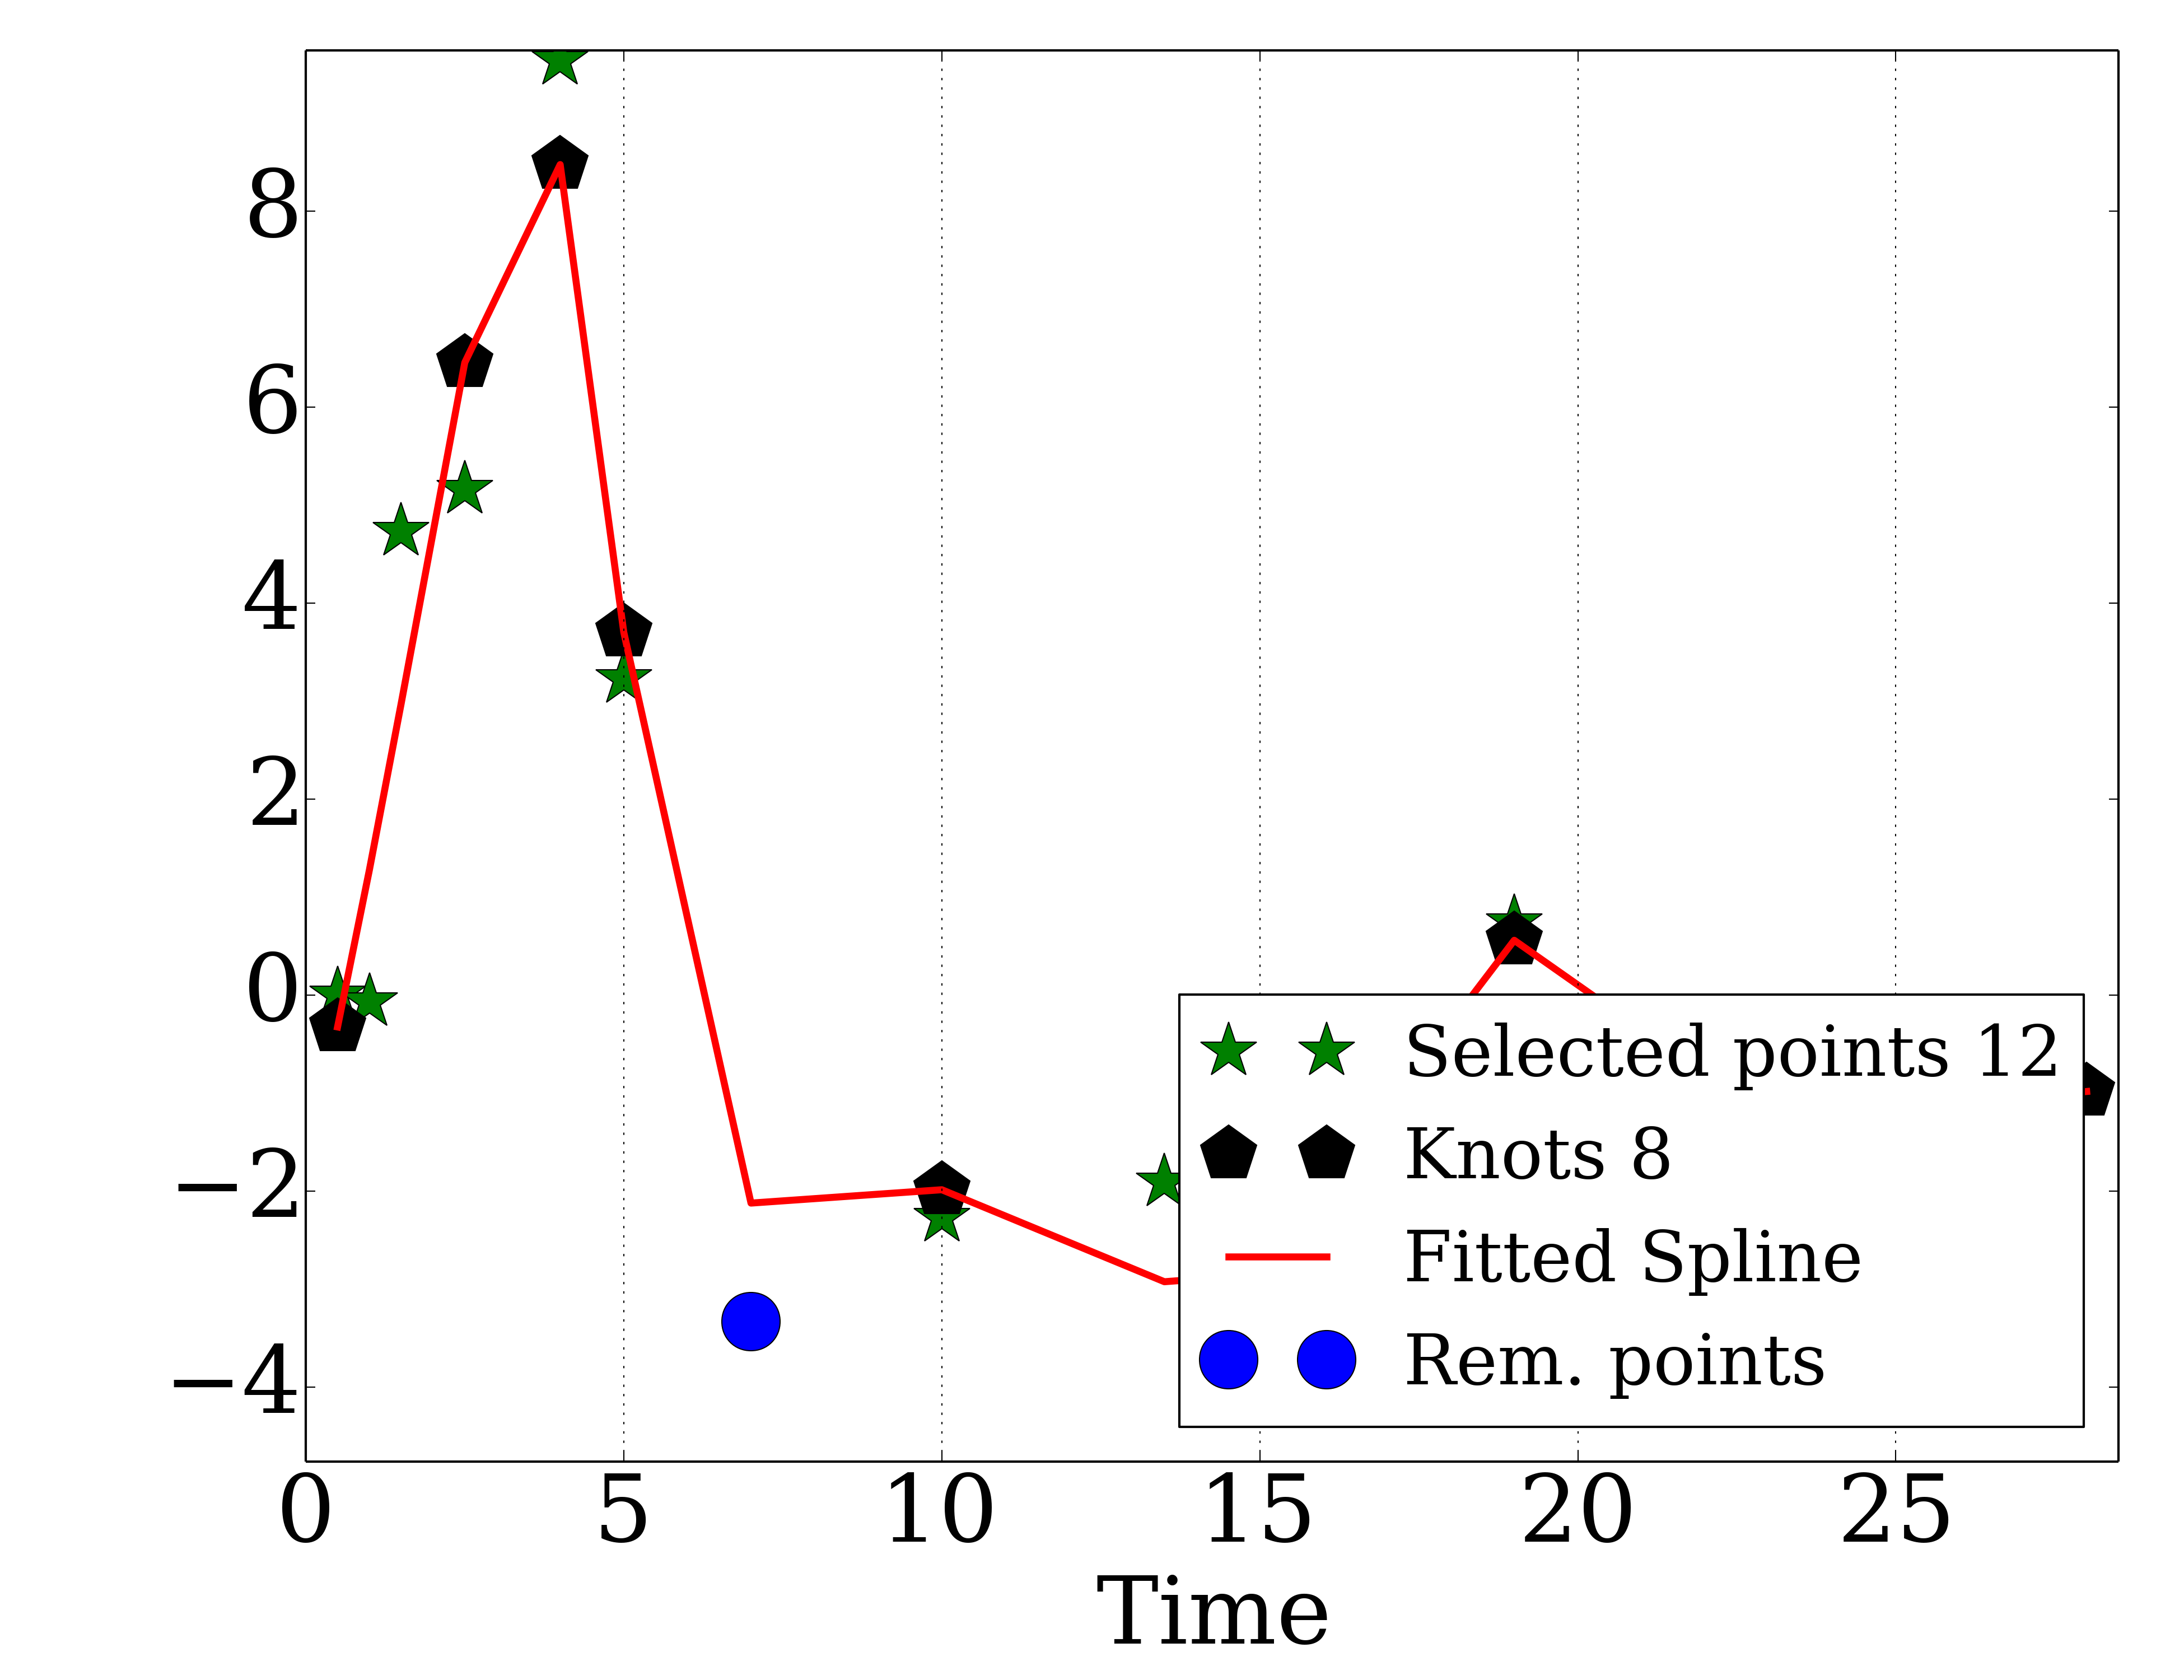 8
6
4
2
0
−2
−4
0 5 10 15 20 25
Time
Selected points 12
Knots 8
Fitted Spline
Rem. points